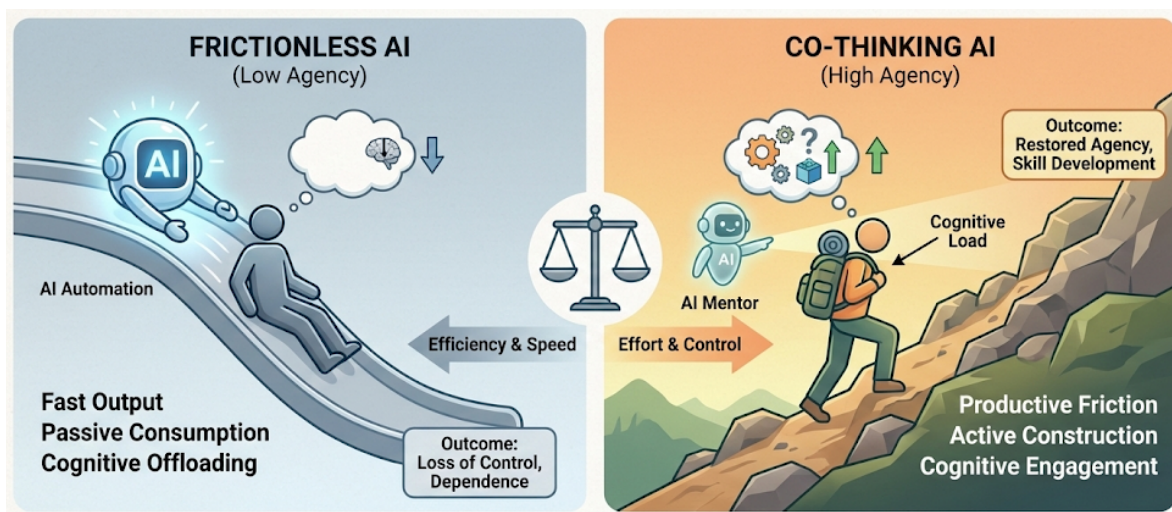 FRICTIONLESS AI
(Low Agency)
AI
AI Automation
Efficiency & Speed
Fast Output
Passive Consumption
Cognitive Offloading
Outcome:
Loss of Control,
Dependence
CO-THINKING AI
(High Agency)
?
Outcome:
Restored Agency,
Skill Development
Cognitive
Load
AI
AI Mentor
Effort & Control
Productive Friction
Active Construction
Cognitive Engagement